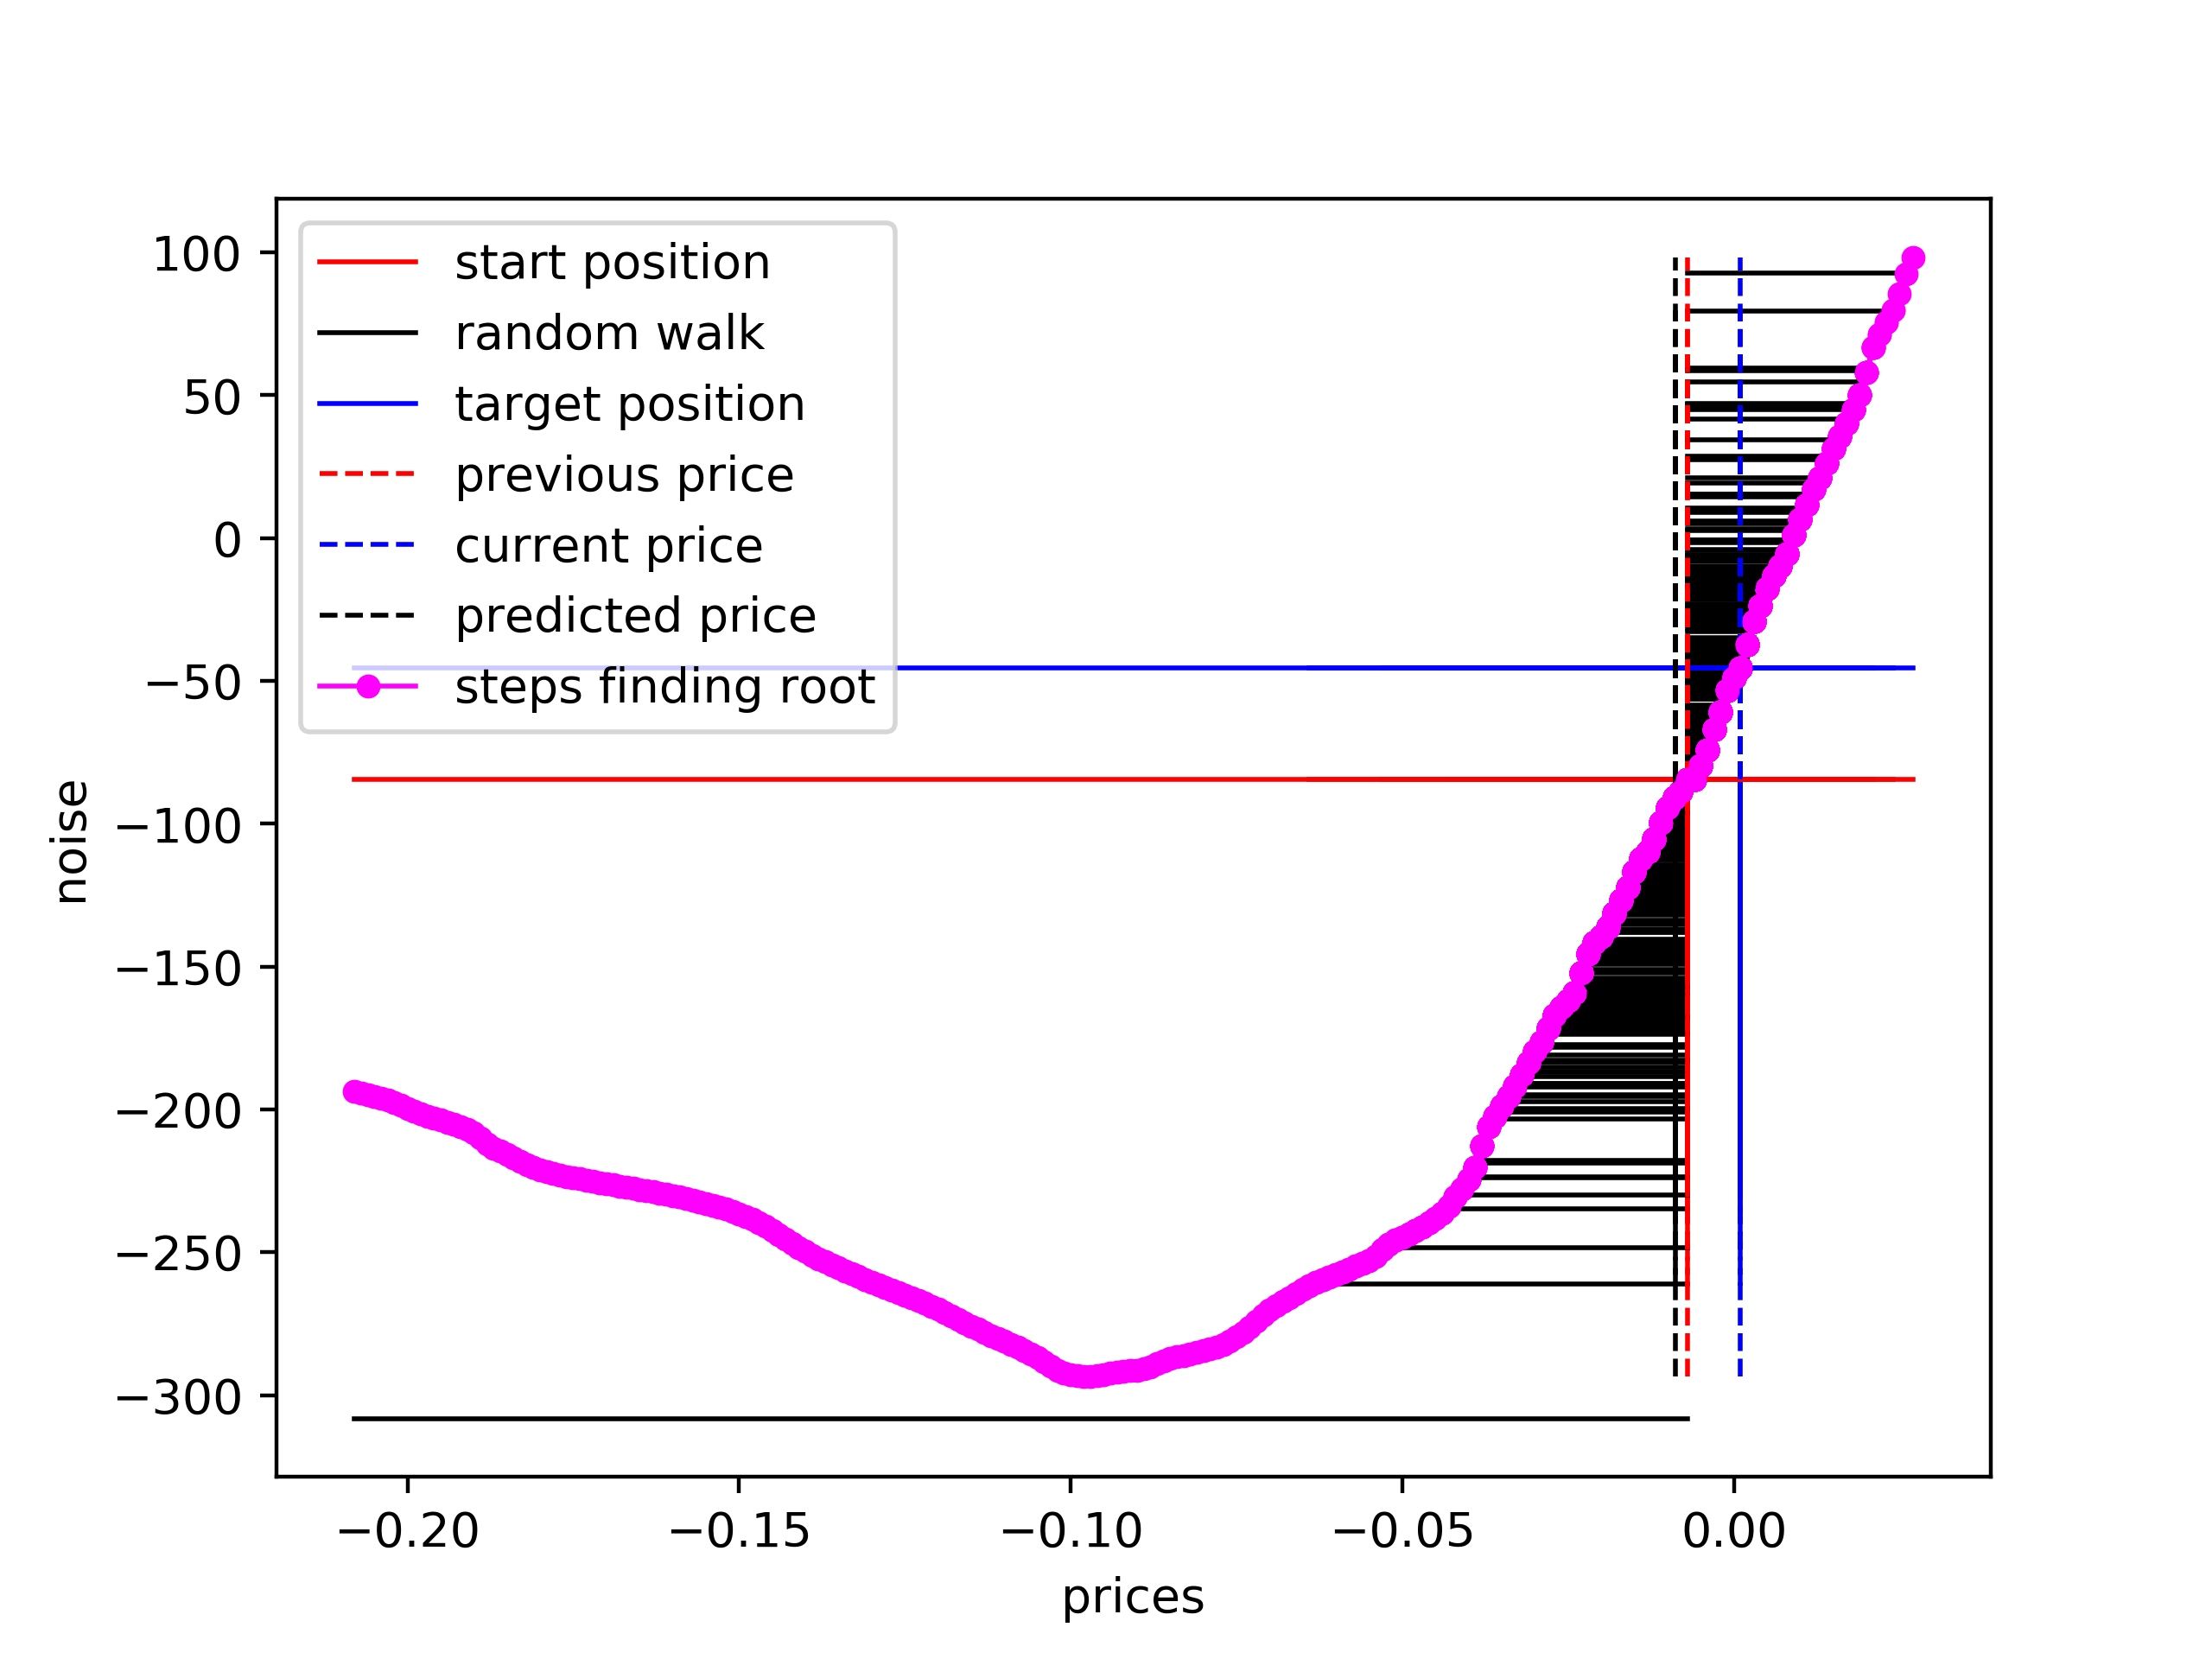 start position
random walk
target position
previous price
current price
predicted price
steps finding root
100
50
0
−50
−100
−150
−200
−250
−300
noise
−0.20 −0.15 −0.10 −0.05 0.00
prices